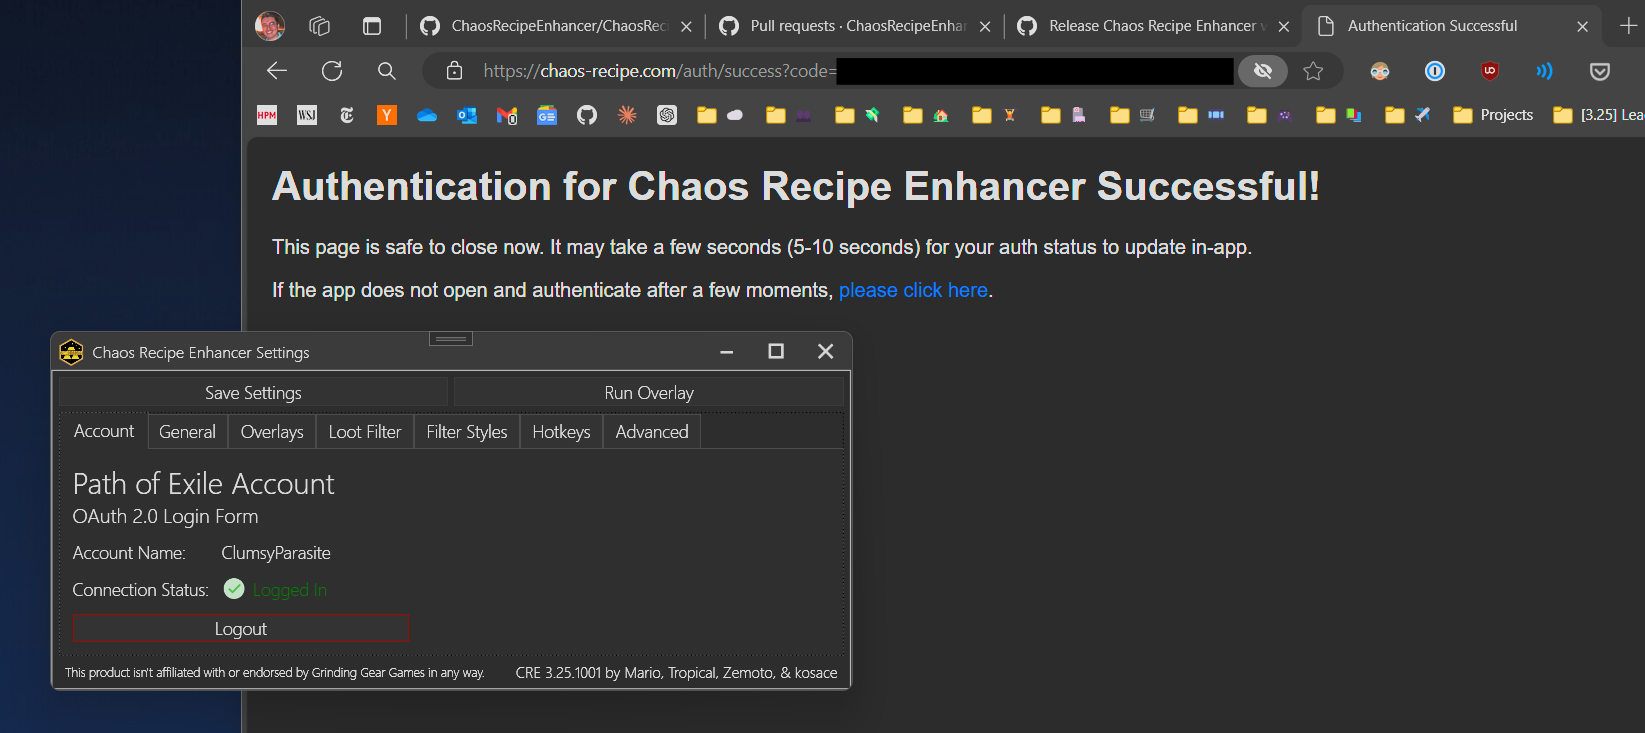 ChaosRecipeEnhancer/ChaosReci
Pull requests · ChaosRecipeEnhan
Release Chaos Recipe Enhancer
Authentication Successful
https://chaos-recipe.com/auth/success?code=
HPM
WSJ
Y
GE
Projects
[3.25] Lea
Authentication for Chaos Recipe Enhancer Successful!
This page is safe to close now. It may take a few seconds (5-10 seconds) for your auth status to update in-app.
If the app does not open and authenticate after a few moments, please click here.
Chaos Recipe Enhancer Settings
Save Settings
Run Overlay
Account
General
Overlays
Loot Filter
Filter Styles
Hotkeys
Advanced
Path of Exile Account
OAuth 2.0 Login Form
Account Name: ClumsyParasite
Connection Status: Logged In
Logout
This product isn't affiliated with or endorsed by Grinding Gear Games in any way.
CRE 3.25.1001 by Mario, Tropical, Zemoto, & kosace